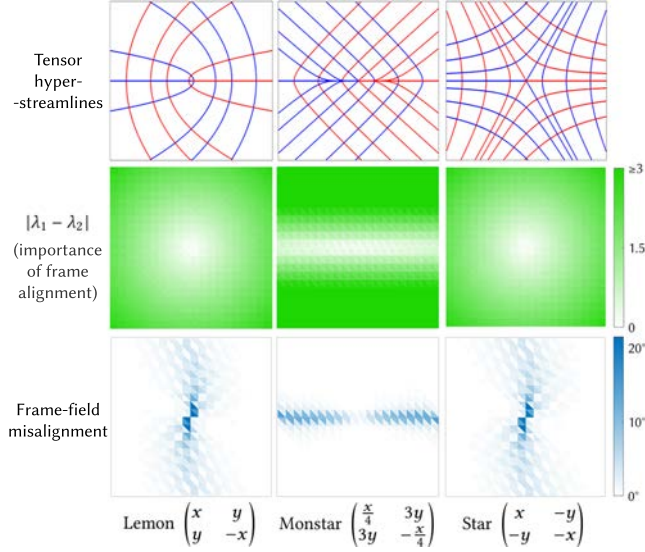 Tensor
hyper-
-streamlines
|λ₁ − λ₂|
(importance
of frame
alignment)
≥3
1.5
0
Frame-field
misalignment
20°
10°
0°
Lemon (x y
y −x)
Monstar (x/4 3y
3y −x/4)
Star (x −y
−y −x)